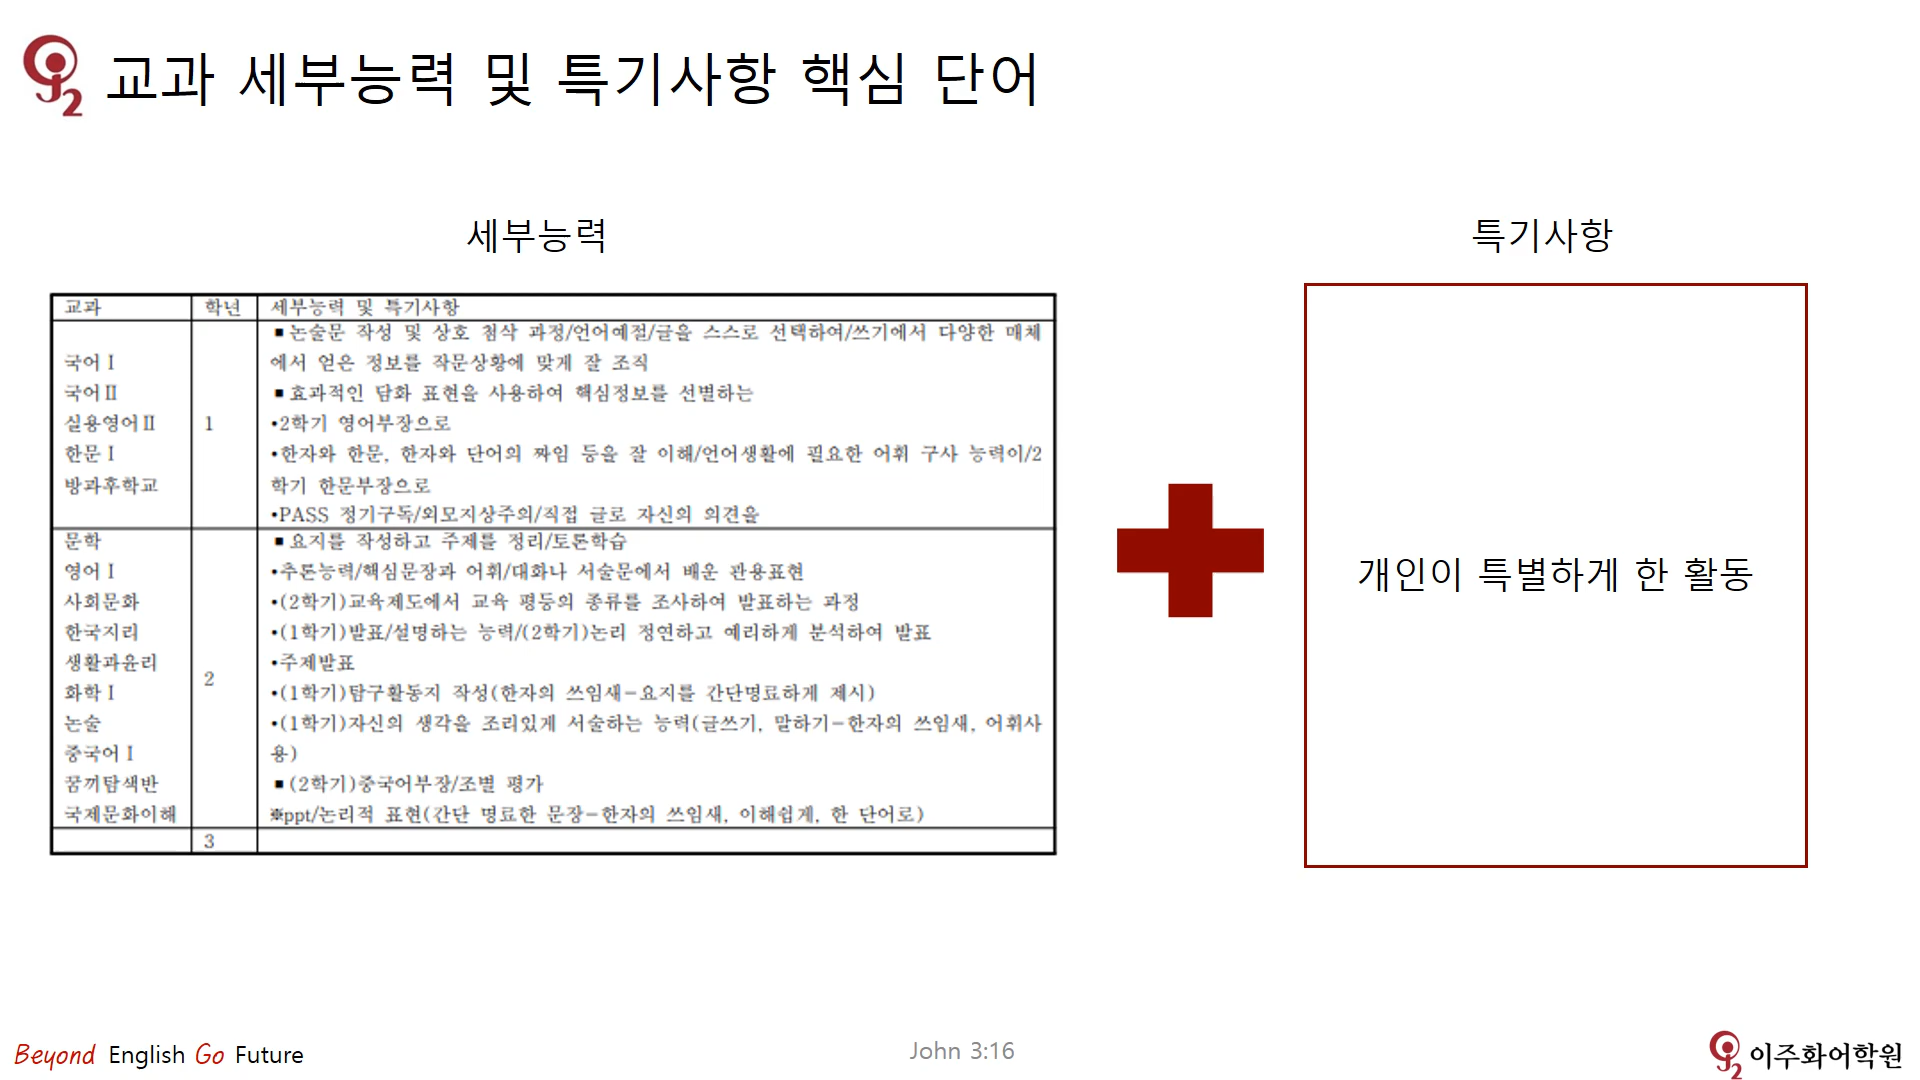 교과 세부능력 및 특기사항 핵심 단어
세부능력
교과 학년 세부능력 및 특기사항
국어Ⅰ
국어Ⅱ
실용영어Ⅱ
한문Ⅰ
방과후학교
1
■논술문 작성 및 상호 첨삭 과정/언어예절/글을 스스로 선택하여/쓰기에서 다양한 매체
에서 얻은 정보를 작문상황에 맞게 잘 조직
■효과적인 담화 표현을 사용하여 핵심정보를 선별하는
•2학기 영어부장으로
•한자와 한문, 한자와 단어의 짜임 등을 잘 이해/언어생활에 필요한 어휘 구사 능력이/2
학기 한문부장으로
•PASS 정기구독/외모지상주의/직접 글로 자신의 의견을
문학
영어Ⅰ
사회문화
한국지리
생활과윤리
화학Ⅰ
논술
중국어Ⅰ
꿈끼탐색반
국제문화이해
2
■요지를 작성하고 주제를 정리/토론학습
•추론능력/핵심문장과 어휘/대화나 서술문에서 배운 관용표현
•(2학기)교육제도에서 교육 평등의 종류를 조사하여 발표하는 과정
•(1학기)발표/설명하는 능력/(2학기)논리 정연하고 예리하게 분석하여 발표
•주제발표
•(1학기)탐구활동지 작성(한자의 쓰임새-요지를 간단명료하게 제시)
•(1학기)자신의 생각을 조리있게 서술하는 능력(글쓰기, 말하기-한자의 쓰임새, 어휘사
용)
■(2학기)중국어부장/조별 평가
※ppt/논리적 표현(간단 명료한 문장-한자의 쓰임새, 이해쉽게, 한 단어로)
3
특기사항
개인이 특별하게 한 활동
Beyond English Go Future
John 3:16
이주화어학원